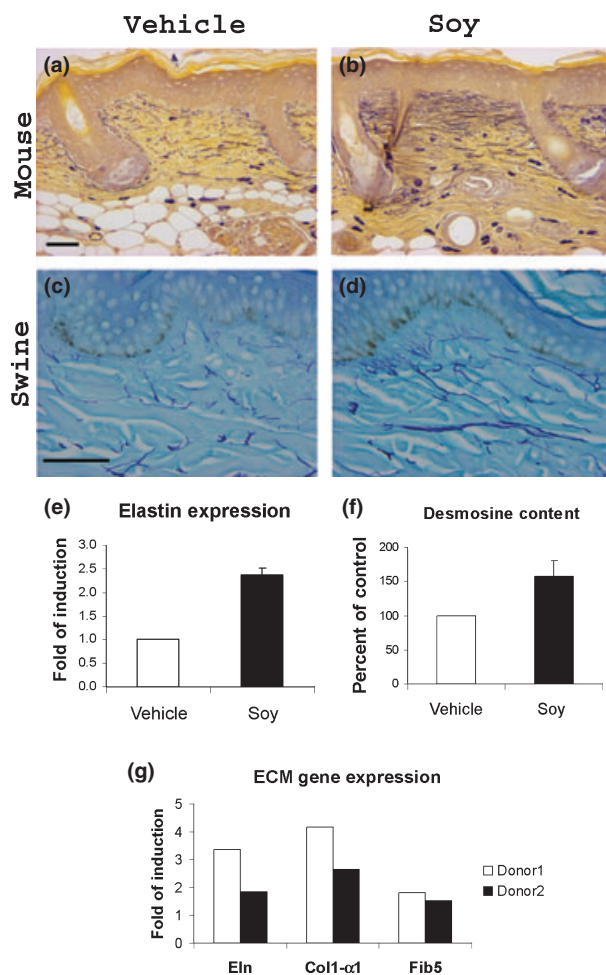 Vehicle Soy
Mouse
(a) (b)
Swine
(c) (d)
(e) Elastin expression
Fold of induction
3.0
2.5
2.0
1.5
1.0
0.5
0.0
Vehicle Soy
(f) Desmosine content
Percent of control
200
150
100
50
0
Vehicle Soy
(g) ECM gene expression
Fold of induction
5
4
3
2
1
0
Eln Col1-α1 Fib5
Donor1
Donor2